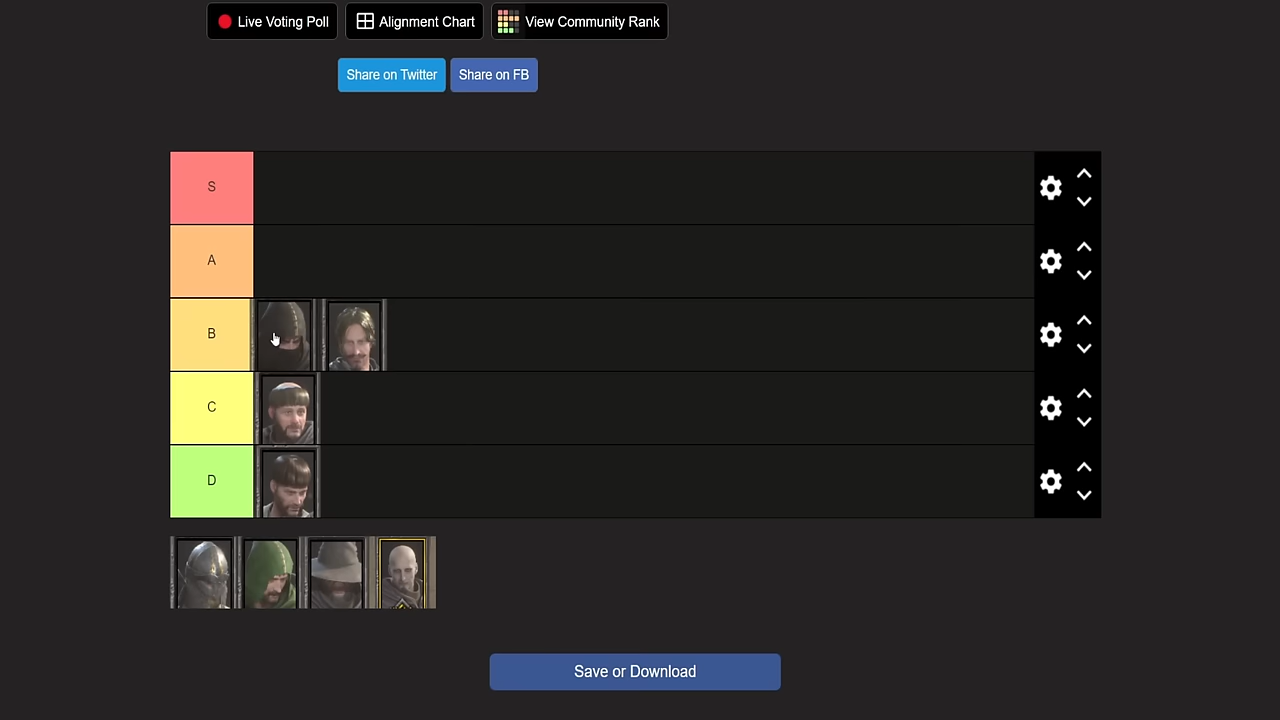 Live Voting Poll
Alignment Chart
View Community Rank
Share on Twitter
Share on FB
S
A
B
C
D
Save or Download